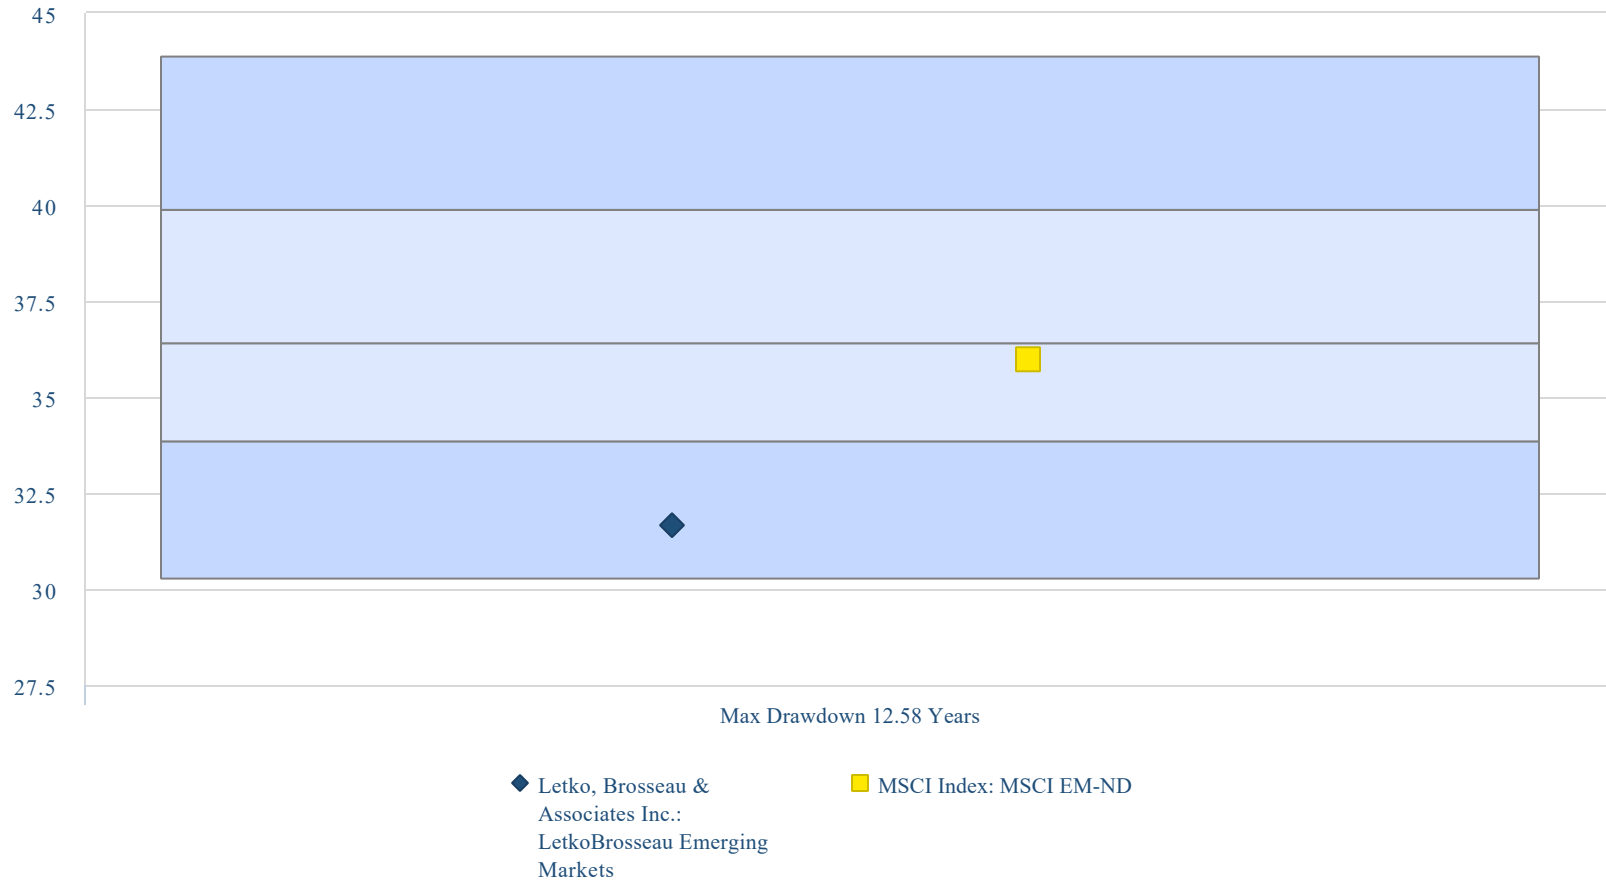 45
42.5
40
37.5
35
32.5
30
27.5
Max Drawdown 12.58 Years
Letko, Brosseau &
Associates Inc.:
LetkoBrosseau Emerging
Markets
MSCI Index: MSCI EM-ND